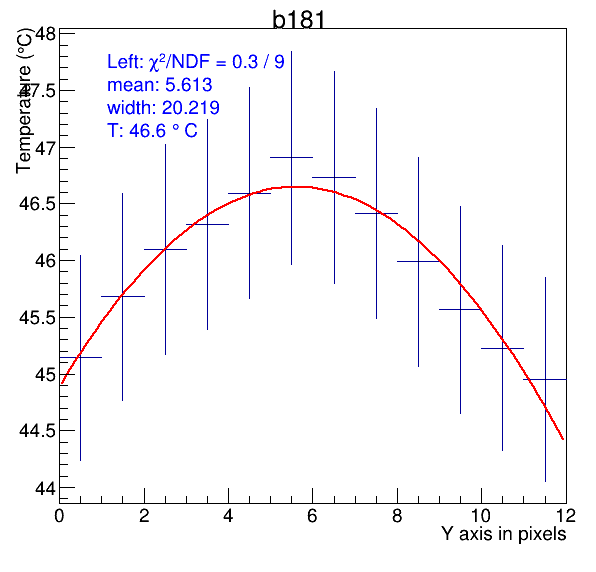 b181
Temperature (°C)
Left: χ²/NDF = 0.3 / 9
mean: 5.613
width: 20.219
T: 46.6 ° C
48
47.5
47
46.5
46
45.5
45
44.5
44
0 2 4 6 8 10 12
Y axis in pixels